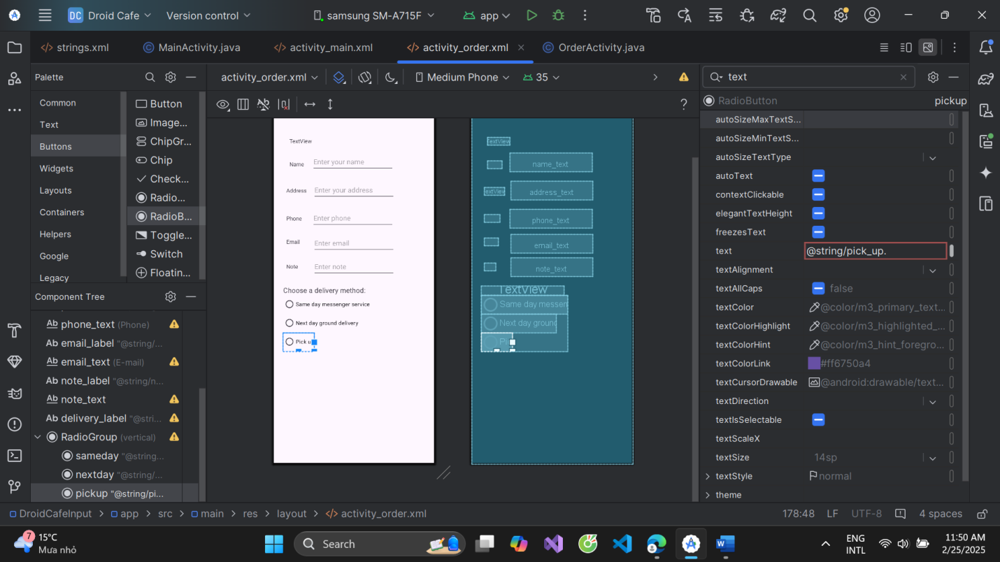 DC Droid Cafe Version control samsung SM-A715F app
strings.xml MainActivity.java activity_main.xml activity_order.xml OrderActivity.java
Palette
Common
Text
Buttons
Widgets
Layouts
Containers
Helpers
Google
Legacy
Button
Image...
ChipGr...
Chip
Check...
Radio...
RadioB...
Toggle...
Switch
Floatin...
Component Tree
Ab phone_text (Phone)
Ab email_label "@string/...
Ab email_text (E-mail)
Ab note_label "@string/n...
Ab note_text
Ab delivery_label "@stri...
RadioGroup (vertical)
sameday "@string...
nextday "@string/...
pickup "@string/pi...
activity_order.xml Medium Phone 35
?
TextView
Name Enter your name
Address Enter your address
Phone Enter phone
Email Enter email
Note Enter note
Choose a delivery method:
Same day messenger service
Next day ground delivery
Pick u
TextView
name_text
TextView address_text
phone_text
email_text
note_text
TextView
Same day messen
Next day ground
text
RadioButton pickup
autoSizeMaxTextS...
autoSizeMinTextS...
autoSizeTextType
autoText
contextClickable
elegantTextHeight
freezesText
text @string/pick_up.
textAlignment
textAllCaps false
textColor @color/m3_primary_text...
textColorHighlight @color/m3_highlighted_...
textColorHint @color/m3_hint_foregro...
textColorLink #ff6750a4
textCursorDrawable @android:drawable/text...
textDirection
textIsSelectable
textScaleX
textSize 14sp
textStyle normal
theme
DroidCafeInput > app > src > main > res > layout > activity_order.xml 178:48 LF UTF-8 4 spaces
7
15°C
Mưa nhỏ
Search
ENG
INTL
11:50 AM
2/25/2025